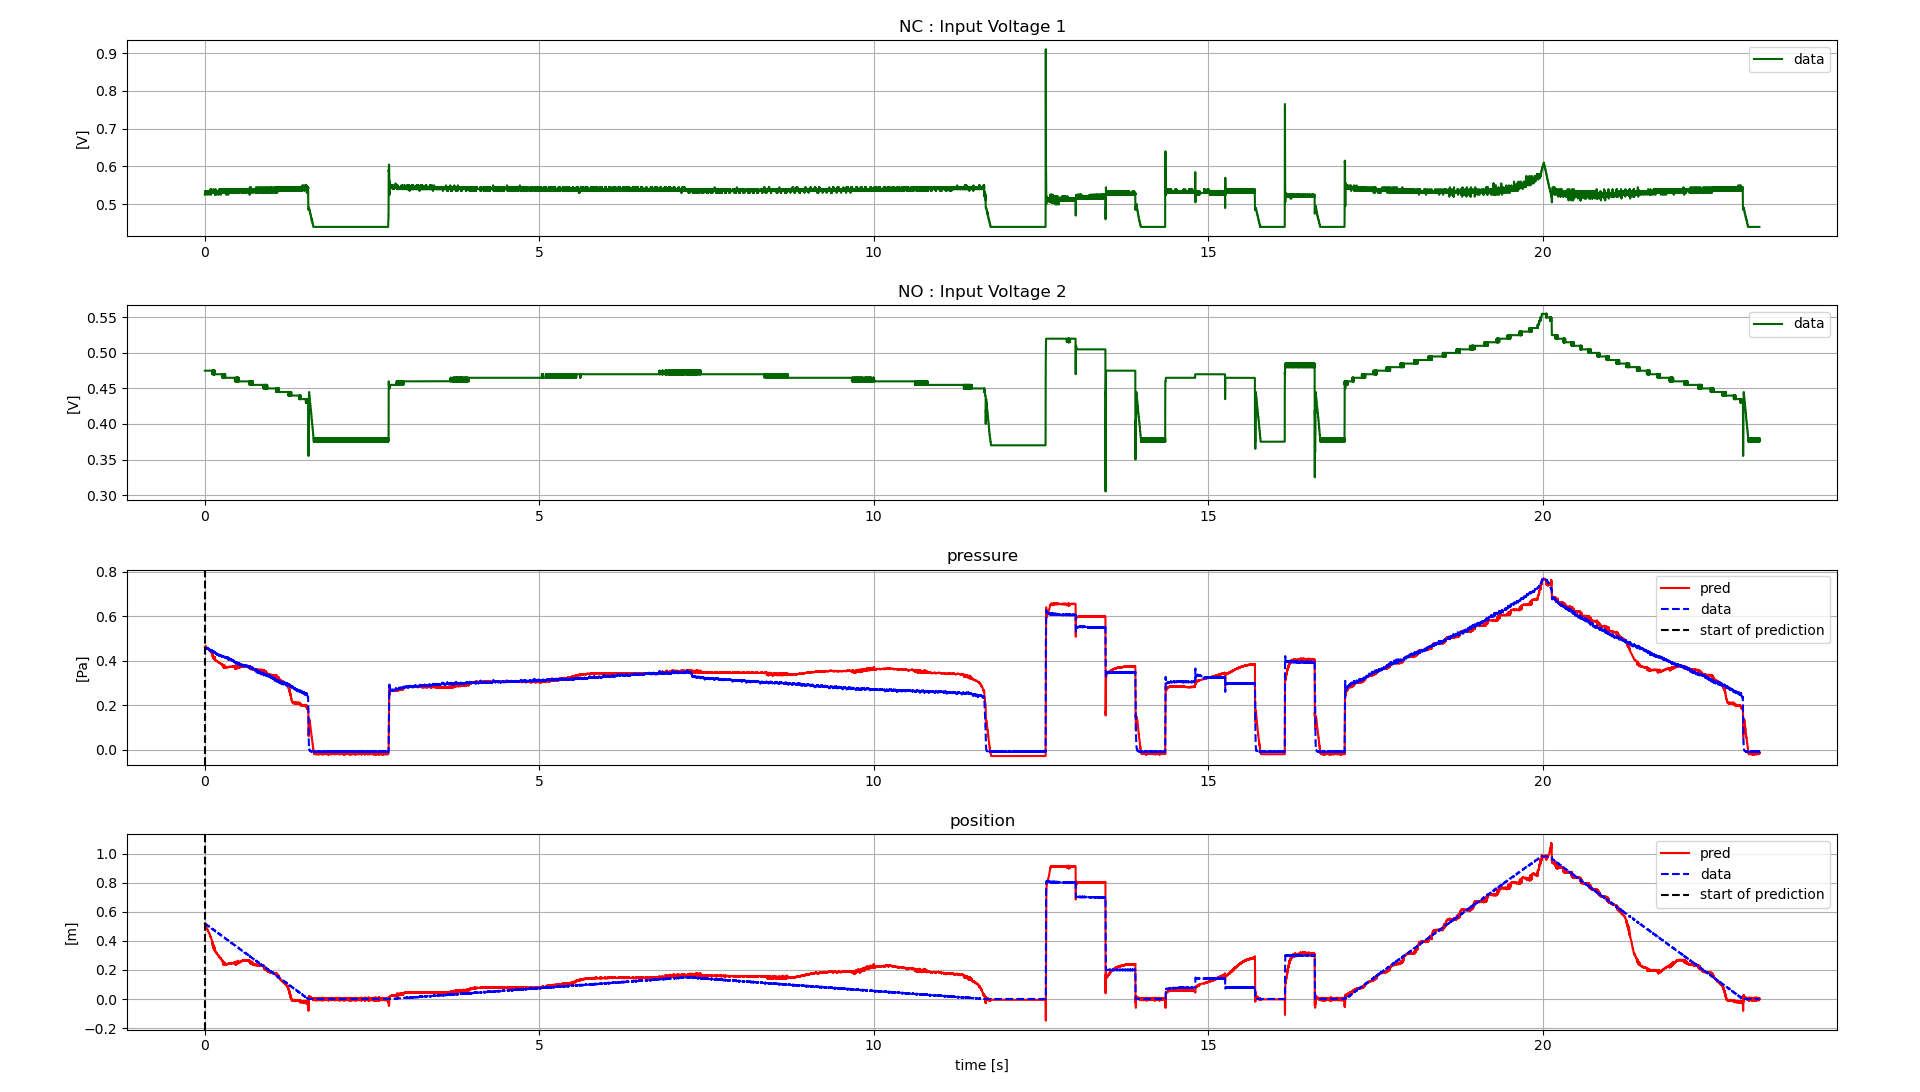 NC : Input Voltage 1
[V]
0.9
0.8
0.7
0.6
0.5
data
0 5 10 15 20
NO : Input Voltage 2
[V]
0.55
0.50
0.45
0.40
0.35
0.30
data
0 5 10 15 20
pressure
[Pa]
0.8
0.6
0.4
0.2
0.0
pred
data
start of prediction
0 5 10 15 20
position
[m]
1.0
0.8
0.6
0.4
0.2
0.0
−0.2
pred
data
start of prediction
0 5 10 15 20
time [s]